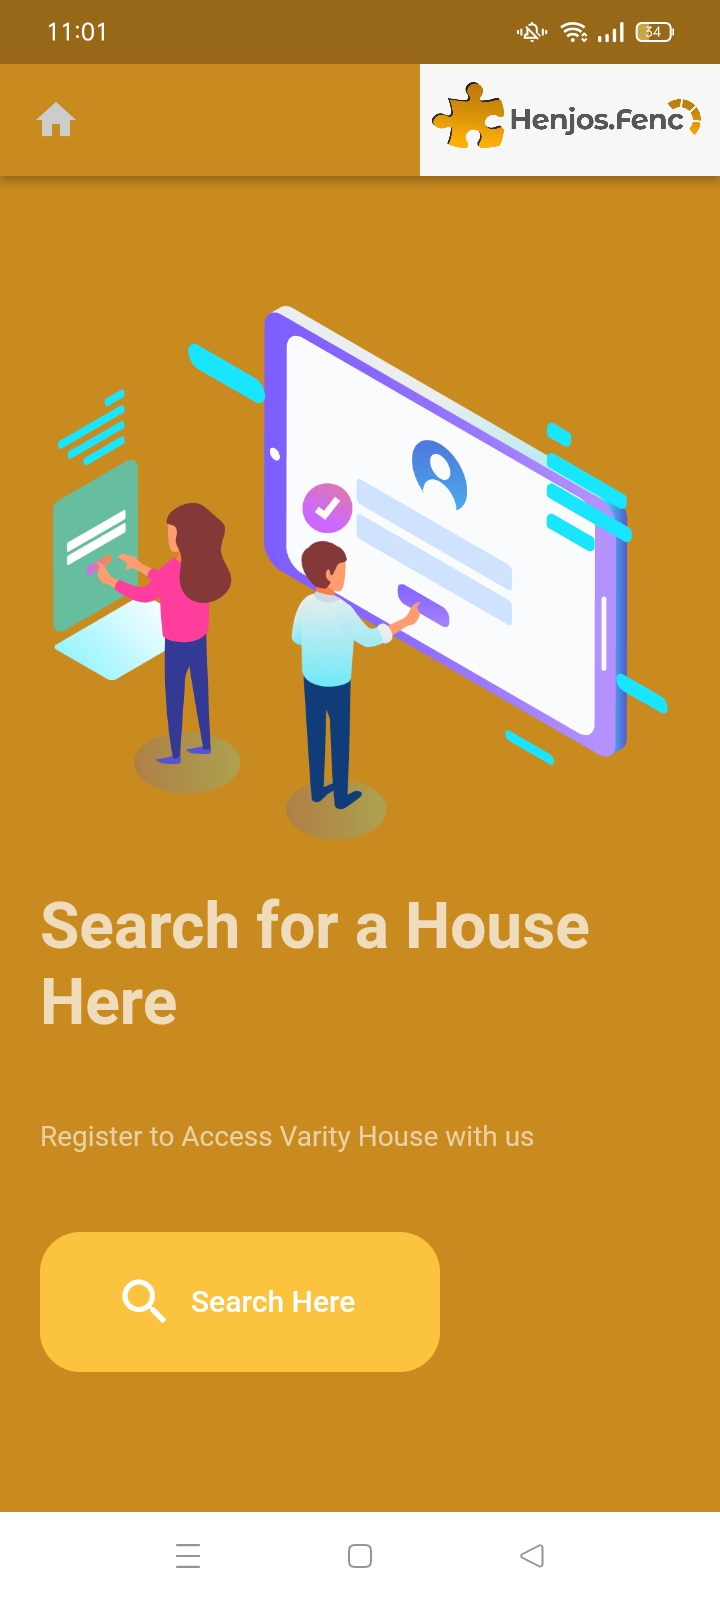 11:01
34
Henjos.Fenc
Search for a House
Here
Register to Access Varity House with us
Search Here